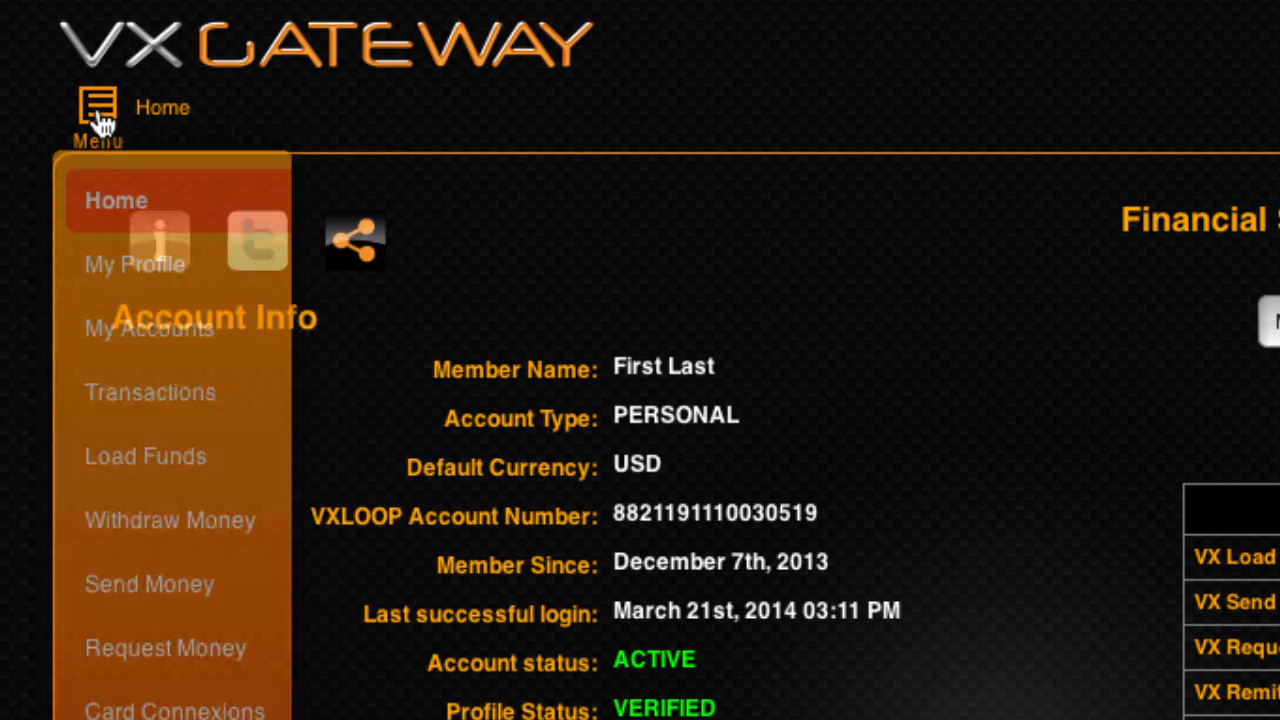 VXGATEWAY
Home
Menu
Home
My Profile
My Accounts
Transactions
Load Funds
Withdraw Money
Send Money
Request Money
Card Connexions
Financial
Account Info
Member Name: First Last
Account Type: PERSONAL
Default Currency: USD
VXLOOP Account Number: 8821191110030519
Member Since: December 7th, 2013
Last successful login: March 21st, 2014 03:11 PM
Account status: ACTIVE
Profile Status: VERIFIED
VX Load
VX Send
VX Requ
VX Remit